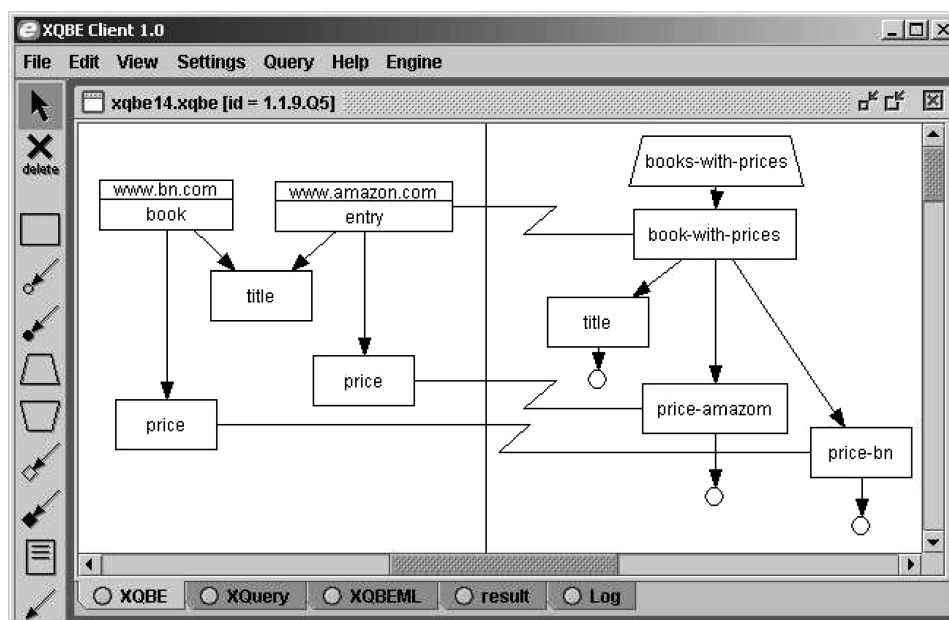 XQBE Client 1.0
File Edit View Settings Query Help Engine
xqbe14.xqbe [id = 1.1.9.Q5]
delete
www.bn.com
book
www.amazon.com
entry
title
price
price
books-with-prices
book-with-prices
title
price-amazom
price-bn
XQBE XQuery XQBEML result Log